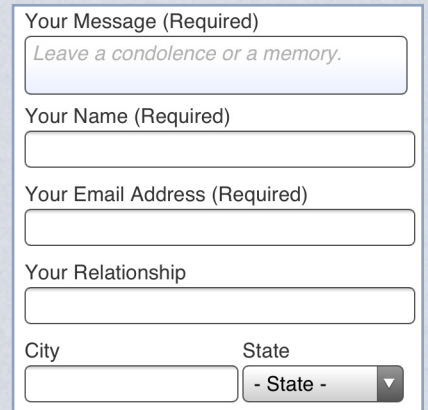 Your Message (Required)
Leave a condolence or a memory.
Your Name (Required)
Your Email Address (Required)
Your Relationship
City State
- State -